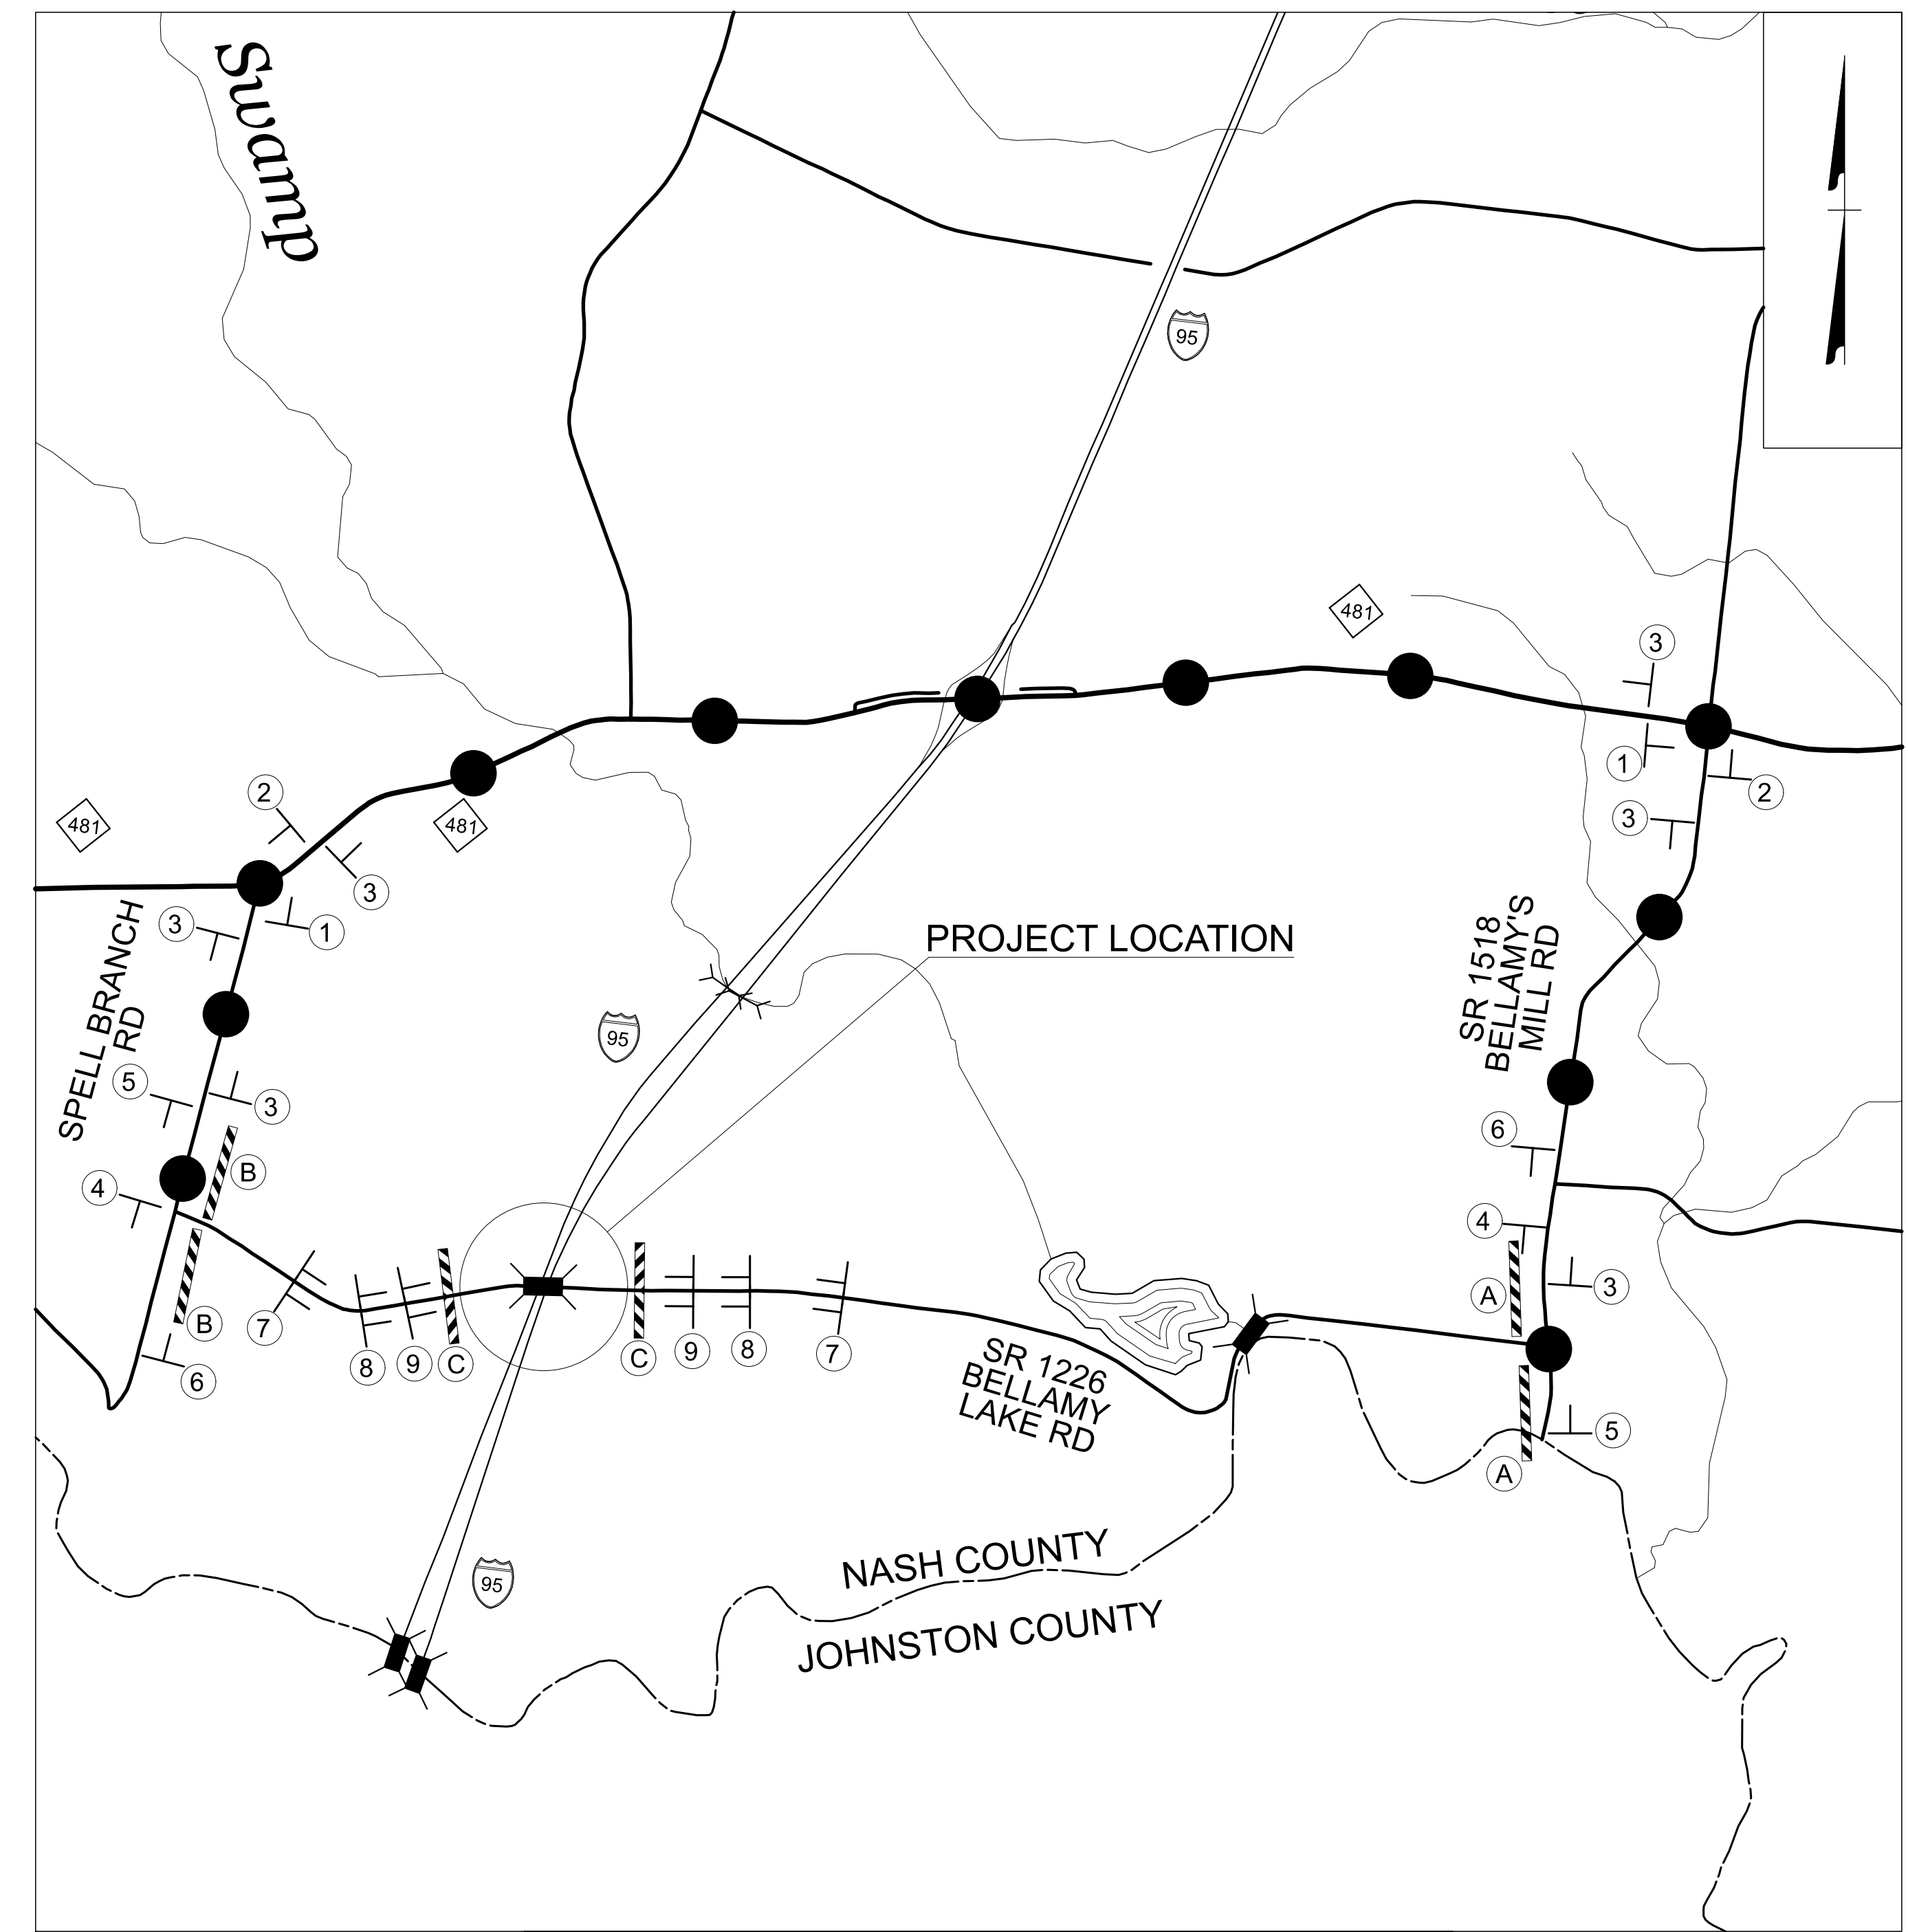 Swamp
95
481
3
1
2
3
2
481
481
3
3
1
PROJECT LOCATION
SPELL BRANCH
RD
SR 1518
BELLAMY'S
MILL RD
95
5
3
B
4
6
4
3
A
B
7
6
8
9
C
C
9
8
7
SR 1226
BELLAMY
LAKE RD
5
A
NASH COUNTY
JOHNSTON COUNTY
95